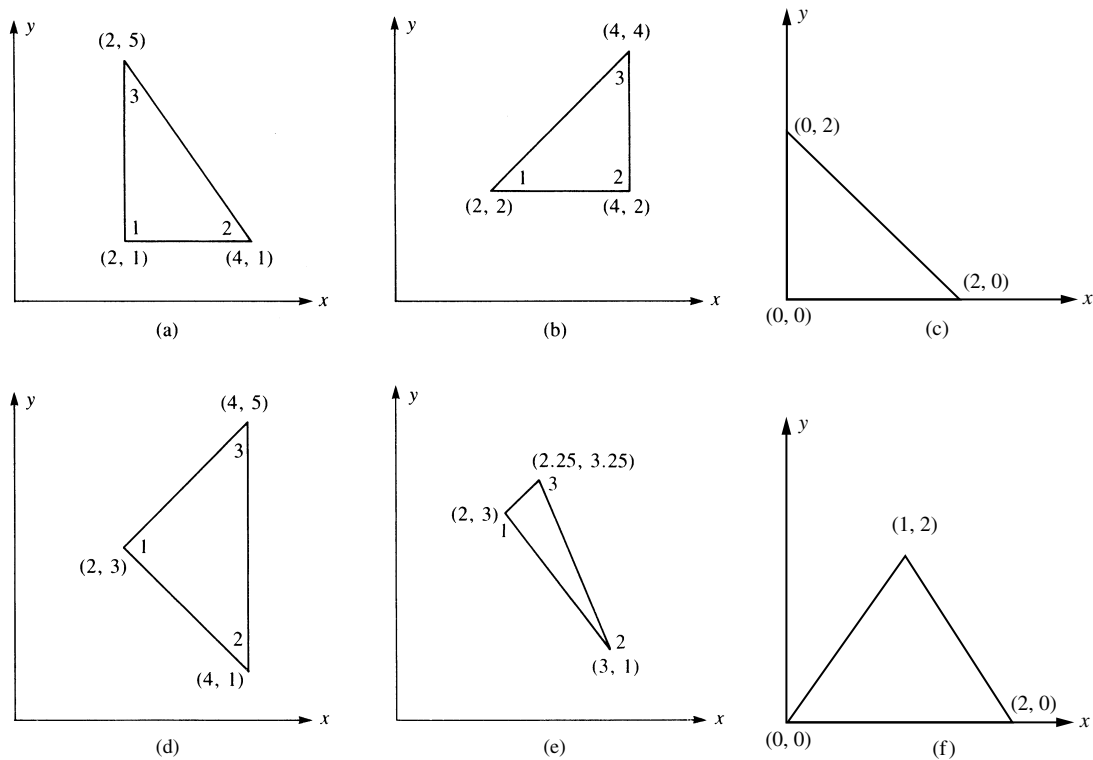 y
(2, 5)
3
1
2
(2, 1)
(4, 1)
x
(a)
y
(4, 4)
3
1
2
(2, 2)
(4, 2)
x
(b)
y
(0, 2)
(2, 0)
x
(0, 0)
(c)
y
(4, 5)
3
1
(2, 3)
2
(4, 1)
x
(d)
y
(2.25, 3.25)
3
(2, 3)
1
2
(3, 1)
x
(e)
y
(1, 2)
(2, 0)
x
(0, 0)
(f)